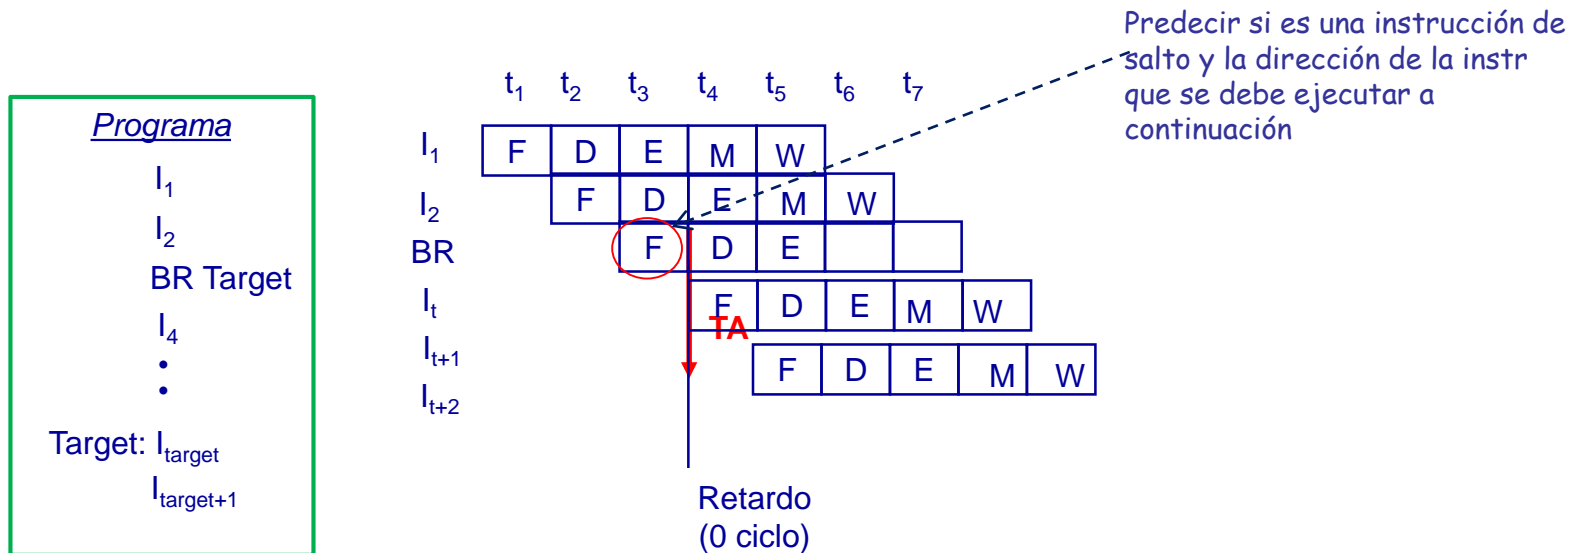 Predecir si es una instrucción de
salto y la dirección de la instr
que se debe ejecutar a
continuación
Programa
I1
I2
BR Target
I4
•
•
Target: Itarget
Itarget+1
t1 t2 t3 t4 t5 t6 t7
I1 F D E M W
I2 F D E M W
BR F D E
It F D E M W
TA
It+1 F D E M W
It+2
Retardo
(0 ciclo)